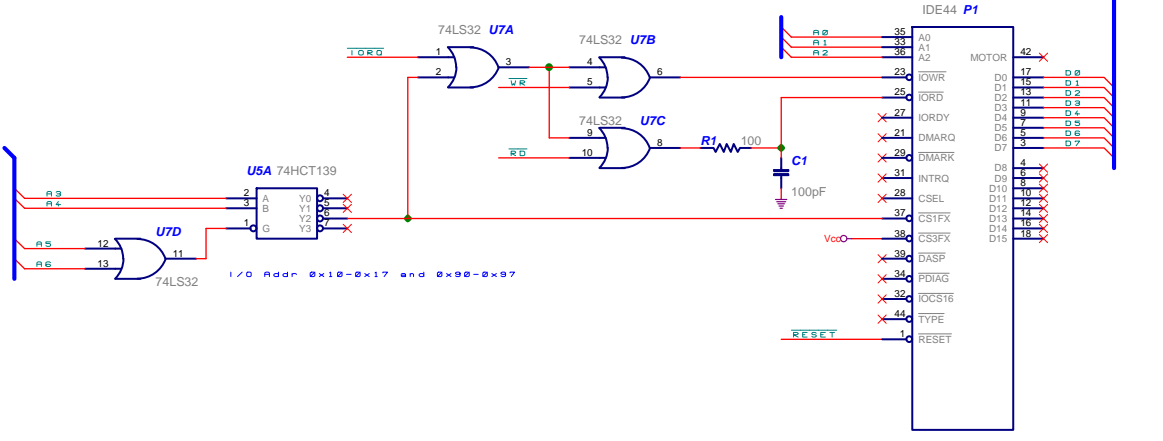 IDE44 P1
74LS32 U7A
74LS32 U7B
IORQ
1
2
3
4
5
6
WR
74LS32
U7C
9
10
8
RD
R1 100
C1
100pF
U5A 74HCT139
A3
A4
2 A
3 B
1 G
Y0 4
Y1 5
Y2 6
Y3 7
U7D
A5
A6
12
13
11
74LS32
I/O Addr 0x10-0x17 and 0x90-0x97
A0 35 A0
A1 33 A1
A2 36 A2
23 IOWR
25 IORD
27 IORDY
21 DMARQ
29 DMARK
31 INTRQ
28 CSEL
37 CS1FX
Vcc 38 CS3FX
39 DASP
34 PDIAG
32 IOCS16
44 TYPE
RESET 1 RESET
MOTOR 42
D0 17 D0
D1 15 D1
D2 13 D2
D3 11 D3
D4 9 D4
D5 7 D5
D6 5 D6
D7 3 D7
D8 4
D9 6
D10 8
D11 10
D12 12
D13 14
D14 16
D15 18